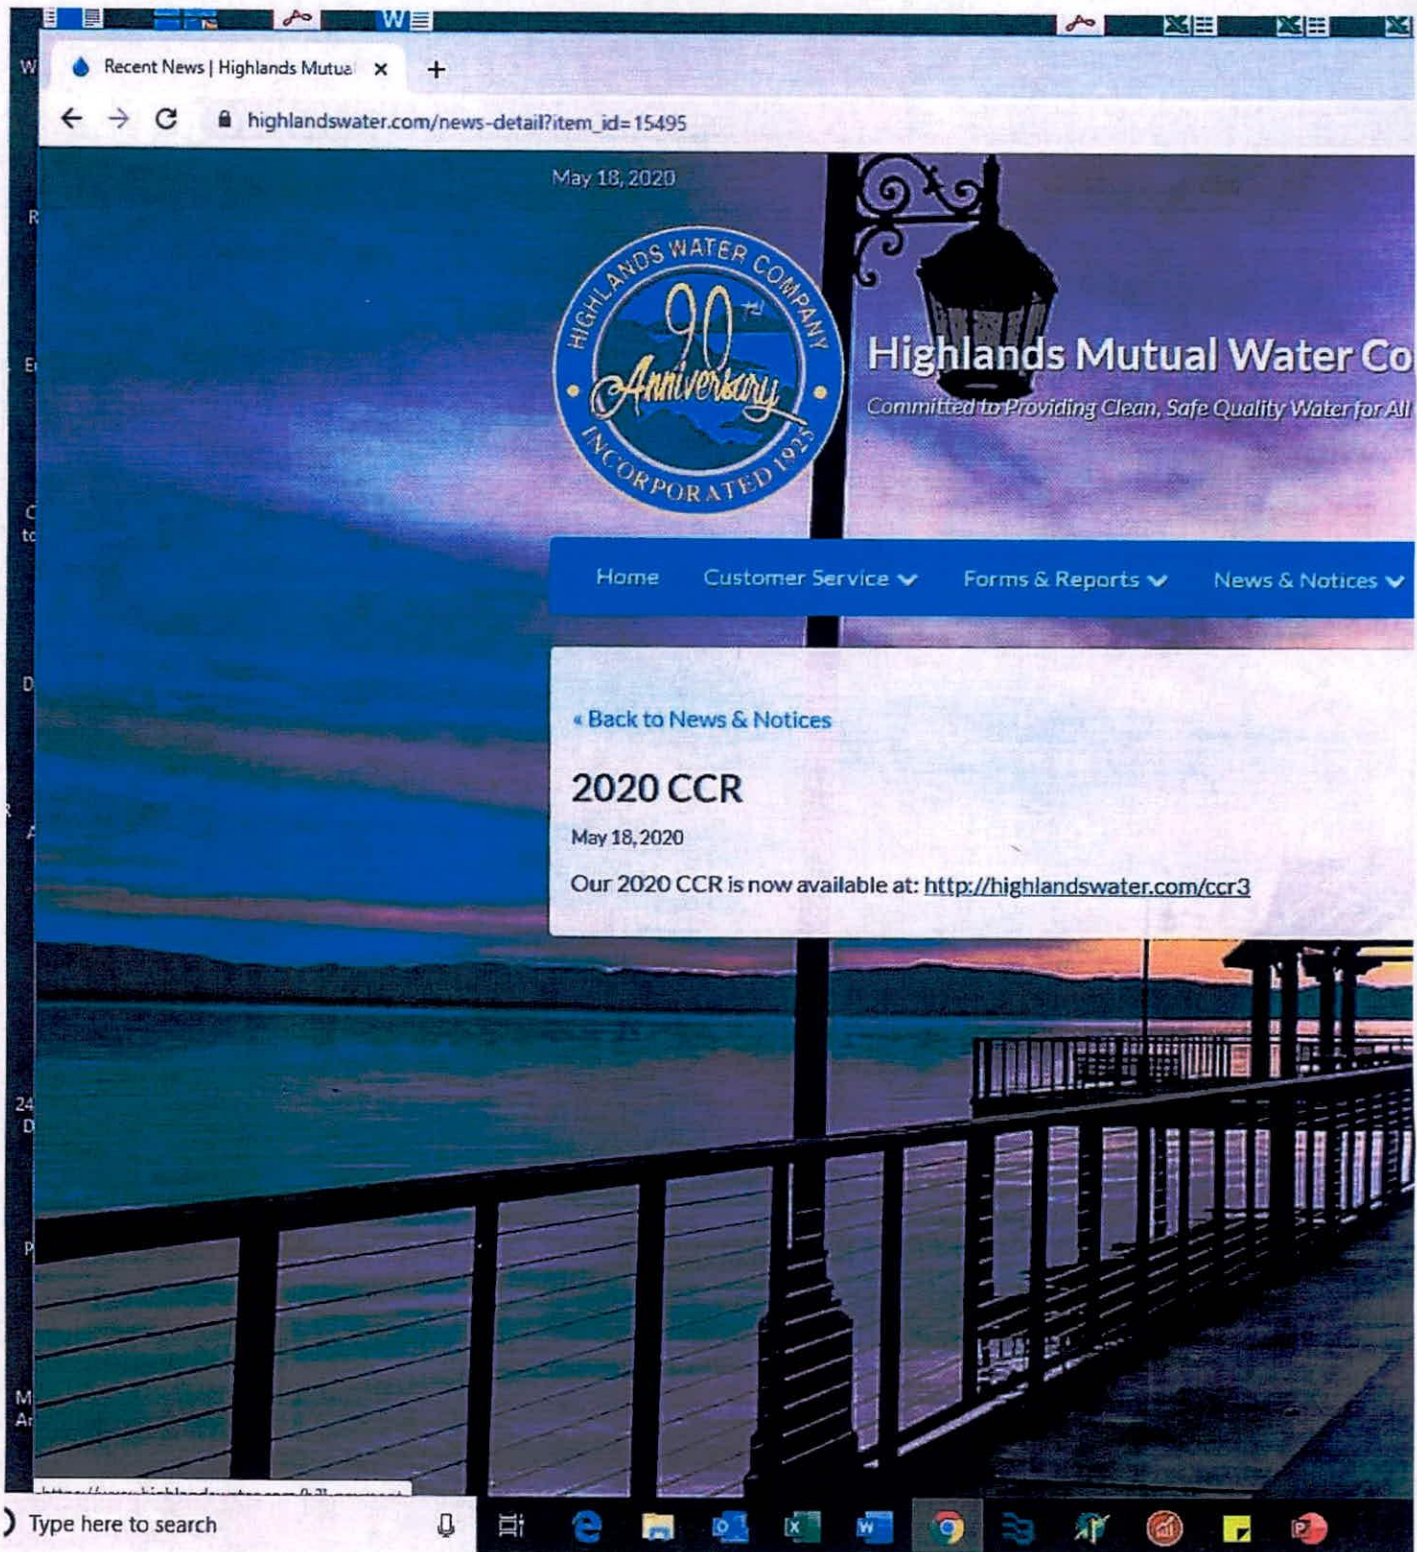 W
Recent News | Highlands Mutua
highlandswater.com/news-detail?item_id=15495
May 18, 2020
R
HIGHLANDS WATER COMPANY
90TH
Anniversary
INCORPORATED 1925
Highlands Mutual Water Co
Committed to Providing Clean, Safe Quality Water for All
Home Customer Service Forms & Reports News & Notices
to
D
« Back to News & Notices
2020 CCR
May 18, 2020
Our 2020 CCR is now available at: http://highlandswater.com/ccr3
24
D
P
M
Type here to search